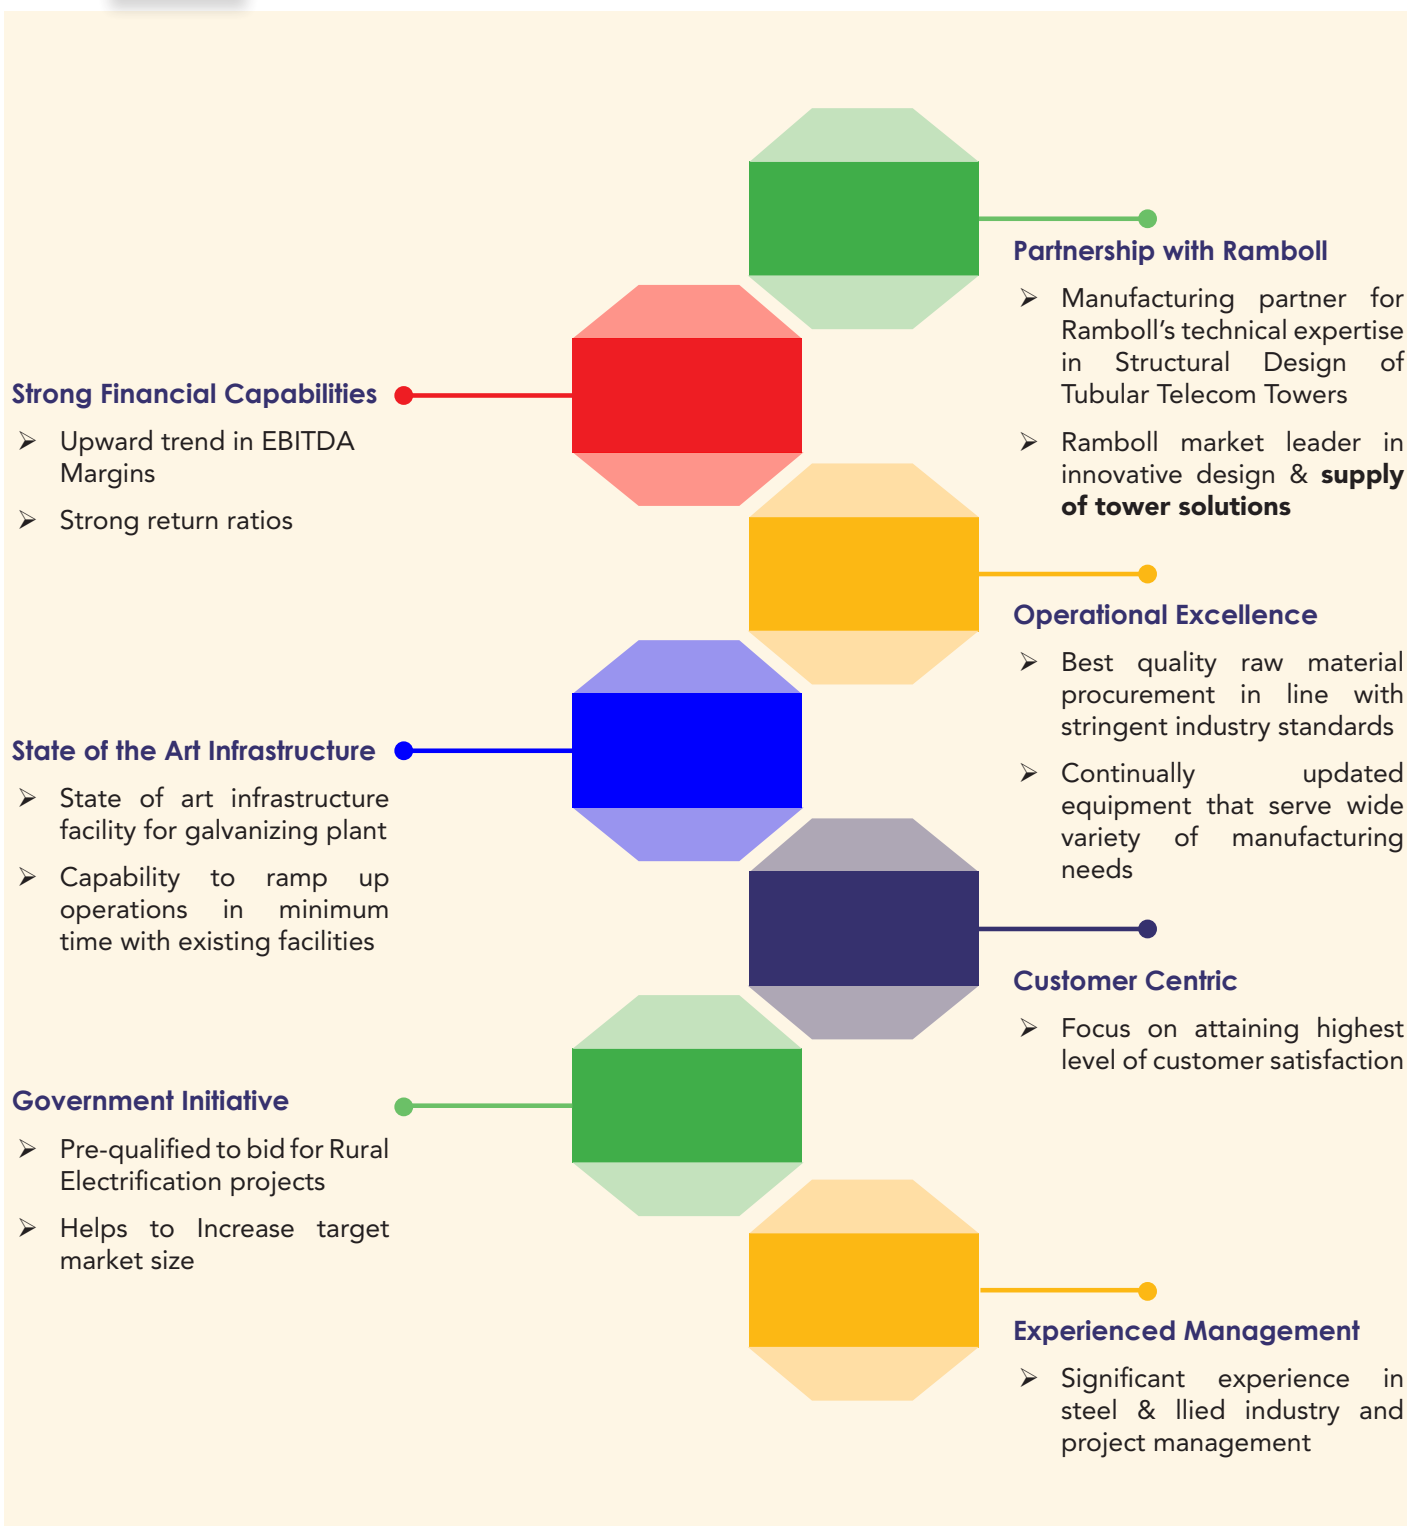 Partnership with Ramboll
➢ Manufacturing partner for
Ramboll’s technical expertise
in Structural Design of
Tubular Telecom Towers
➢ Ramboll market leader in
innovative design & supply
of tower solutions
Strong Financial Capabilities
➢ Upward trend in EBITDA
Margins
➢ Strong return ratios
Operational Excellence
➢ Best quality raw material
procurement in line with
stringent industry standards
➢ Continually updated
equipment that serve wide
variety of manufacturing
needs
State of the Art Infrastructure
➢ State of art infrastructure
facility for galvanizing plant
➢ Capability to ramp up
operations in minimum
time with existing facilities
Customer Centric
➢ Focus on attaining highest
level of customer satisfaction
Government Initiative
➢ Pre-qualified to bid for Rural
Electrification projects
➢ Helps to Increase target
market size
Experienced Management
➢ Significant experience in
steel & llied industry and
project management